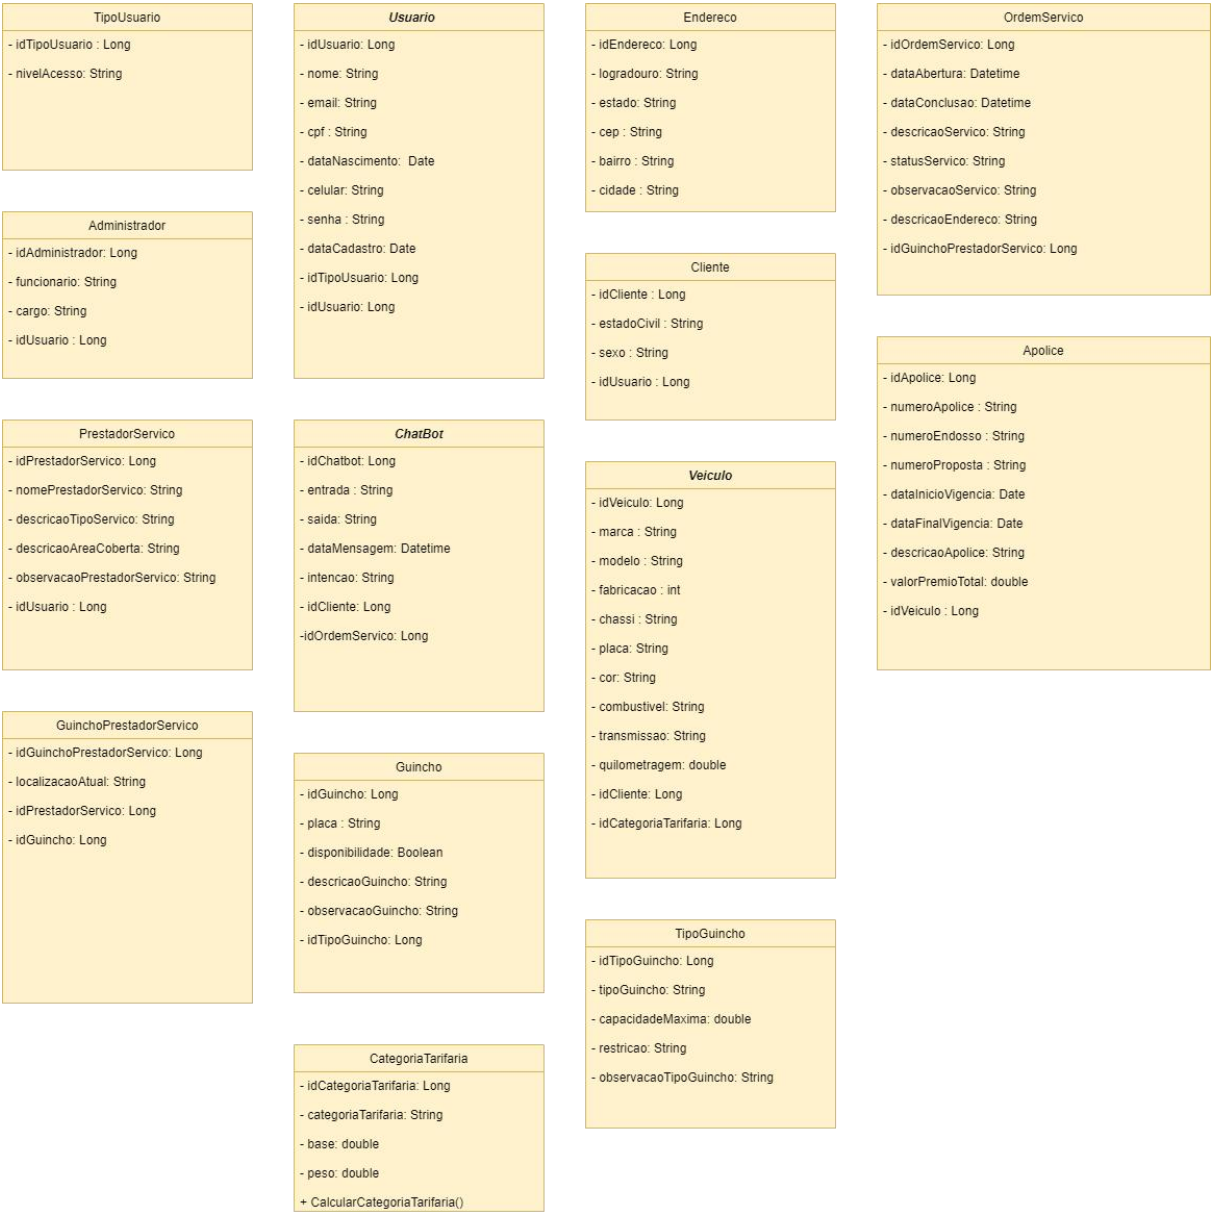 TipoUsuario
- idTipoUsuario : Long
- nivelAcesso: String
Administrador
- idAdministrador: Long
- funcionario: String
- cargo: String
- idUsuario : Long
PrestadorServico
- idPrestadorServico: Long
- nomePrestadorServico: String
- descricaoTipoServico: String
- descricaoAreaCoberta: String
- observacaoPrestadorServico: String
- idUsuario : Long
GuinchoPrestadorServico
- idGuinchoPrestadorServico: Long
- localizacaoAtual: String
- idPrestadorServico: Long
- idGuincho: Long
Usuario
- idUsuario: Long
- nome: String
- email: String
- cpf : String
- dataNascimento:  Date
- celular: String
- senha : String
- dataCadastro: Date
- idTipoUsuario: Long
- idUsuario: Long
ChatBot
- idChatbot: Long
- entrada : String
- saida: String
- dataMensagem: Datetime
- intencao: String
- idCliente: Long
-idOrdemServico: Long
Guincho
- idGuincho: Long
- placa : String
- disponibilidade: Boolean
- descricaoGuincho: String
- observacaoGuincho: String
- idTipoGuincho: Long
CategoriaTarifaria
- idCategoriaTarifaria: Long
- categoriaTarifaria: String
- base: double
- peso: double
+ CalcularCategoriaTarifaria()
Endereco
- idEndereco: Long
- logradouro: String
- estado: String
- cep : String
- bairro : String
- cidade : String
Cliente
- idCliente : Long
- estadoCivil : String
- sexo : String
- idUsuario : Long
Veiculo
- idVeiculo: Long
- marca : String
- modelo : String
- fabricacao : int
- chassi : String
- placa: String
- cor: String
- combustivel: String
- transmissao: String
- quilometragem: double
- idCliente: Long
- idCategoriaTarifaria: Long
TipoGuincho
- idTipoGuincho: Long
- tipoGuincho: String
- capacidadeMaxima: double
- restricao: String
- observacaoTipoGuincho: String
OrdemServico
- idOrdemServico: Long
- dataAbertura: Datetime
- dataConclusao: Datetime
- descricaoServico: String
- statusServico: String
- observacaoServico: String
- descricaoEndereco: String
- idGuinchoPrestadorServico: Long
Apolice
- idApolice: Long
- numeroApolice : String
- numeroEndosso : String
- numeroProposta : String
- dataInicioVigencia: Date
- dataFinalVigencia: Date
- descricaoApolice: String
- valorPremioTotal: double
- idVeiculo : Long